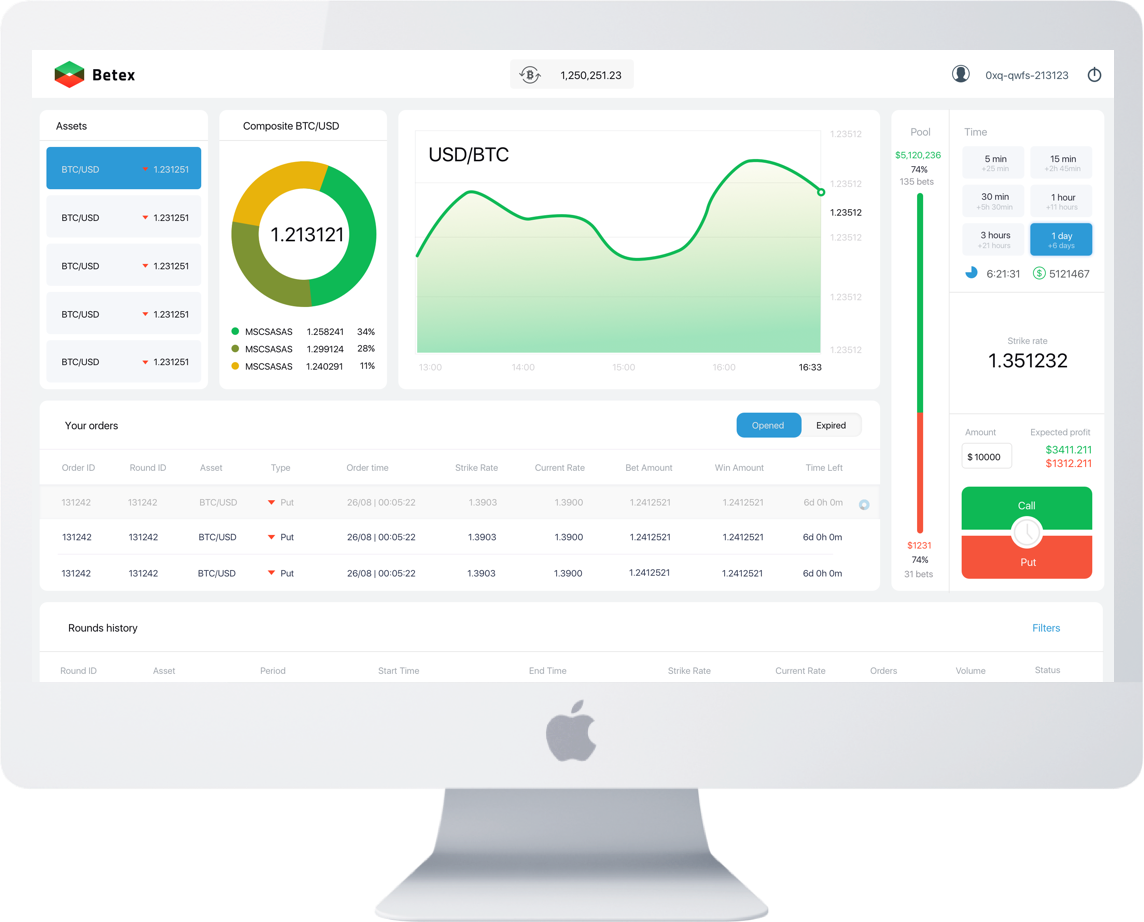 Betex
1,250,251.23
0xq-qwfs-213123
Assets
BTC/USD 1.231251
BTC/USD 1.231251
BTC/USD 1.231251
BTC/USD 1.231251
BTC/USD 1.231251
Composite BTC/USD
1.213121
MSCSASAS 1.258241 34%
MSCSASAS 1.299124 28%
MSCSASAS 1.240291 11%
USD/BTC
1.23512
1.23512
1.23512
1.23512
1.23512
1.23512
13:00 14:00 15:00 16:00 16:33
Pool
$5,120,236
74%
135 bets
$1231
74%
31 bets
Time
5 min 15 min
+25 min +2h 45min
30 min 1 hour
+5h 30min +11 hours
3 hours 1 day
+21 hours +6 days
6:21:31 $ 5121467
Strike rate
1.351232
Amount Expected profit
$ 10000 $3411.211
$1312.211
Call
Put
Your orders Opened Expired
Order ID Round ID Asset Type Order time Strike Rate Current Rate Bet Amount Win Amount Time Left
131242 131242 BTC/USD Put 26/08 | 00:05:22 1.3903 1.3900 1.2412521 1.2412521 6d 0h 0m
131242 131242 BTC/USD Put 26/08 | 00:05:22 1.3903 1.3900 1.2412521 1.2412521 6d 0h 0m
131242 131242 BTC/USD Put 26/08 | 00:05:22 1.3903 1.3900 1.2412521 1.2412521 6d 0h 0m
Rounds history Filters
Round ID Asset Period Start Time End Time Strike Rate Current Rate Orders Volume Status